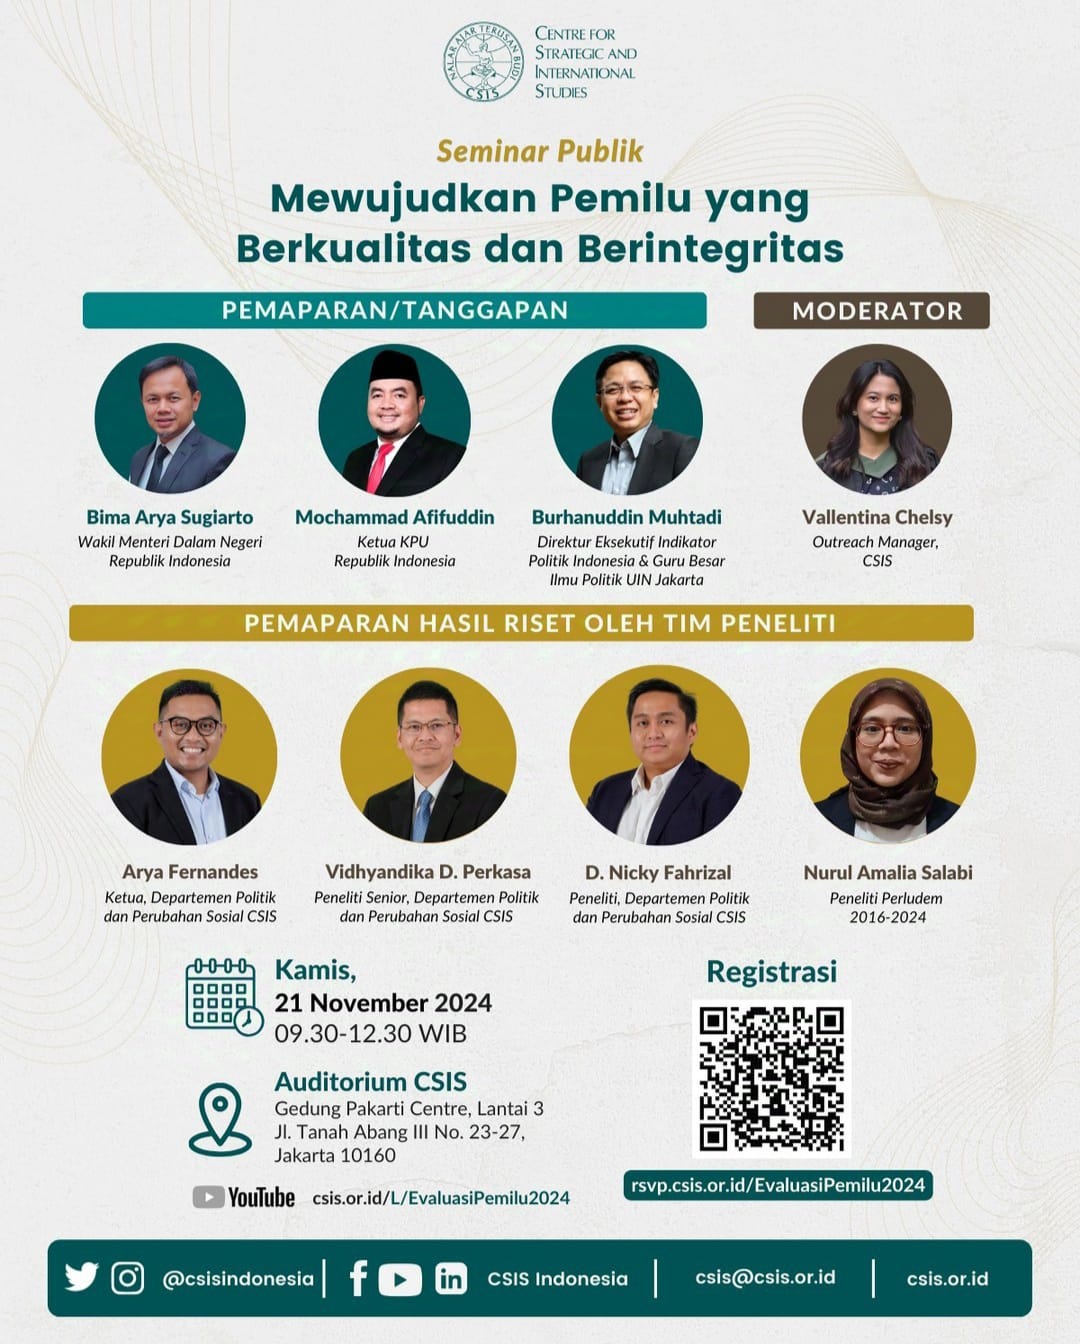 NALAR AJAR TERUSAN BUDI
CSIS
CENTRE FOR
STRATEGIC AND
INTERNATIONAL
STUDIES
Seminar Publik
Mewujudkan Pemilu yang
Berkualitas dan Berintegritas
PEMAPARAN/TANGGAPAN
MODERATOR
Bima Arya Sugiarto
Wakil Menteri Dalam Negeri
Republik Indonesia
Mochammad Afifuddin
Ketua KPU
Republik Indonesia
Burhanuddin Muhtadi
Direktur Eksekutif Indikator
Politik Indonesia & Guru Besar
Ilmu Politik UIN Jakarta
Vallentina Chelsy
Outreach Manager,
CSIS
PEMAPARAN HASIL RISET OLEH TIM PENELITI
Arya Fernandes
Ketua, Departemen Politik
dan Perubahan Sosial CSIS
Vidhyandika D. Perkasa
Peneliti Senior, Departemen Politik
dan Perubahan Sosial CSIS
D. Nicky Fahrizal
Peneliti, Departemen Politik
dan Perubahan Sosial CSIS
Nurul Amalia Salabi
Peneliti Perludem
2016-2024
Kamis,
21 November 2024
09.30-12.30 WIB
Auditorium CSIS
Gedung Pakarti Centre, Lantai 3
Jl. Tanah Abang III No. 23-27,
Jakarta 10160
YouTube csis.or.id/L/EvaluasiPemilu2024
Registrasi
rsvp.csis.or.id/EvaluasiPemilu2024
@csisindonesia | CSIS Indonesia | csis@csis.or.id | csis.or.id